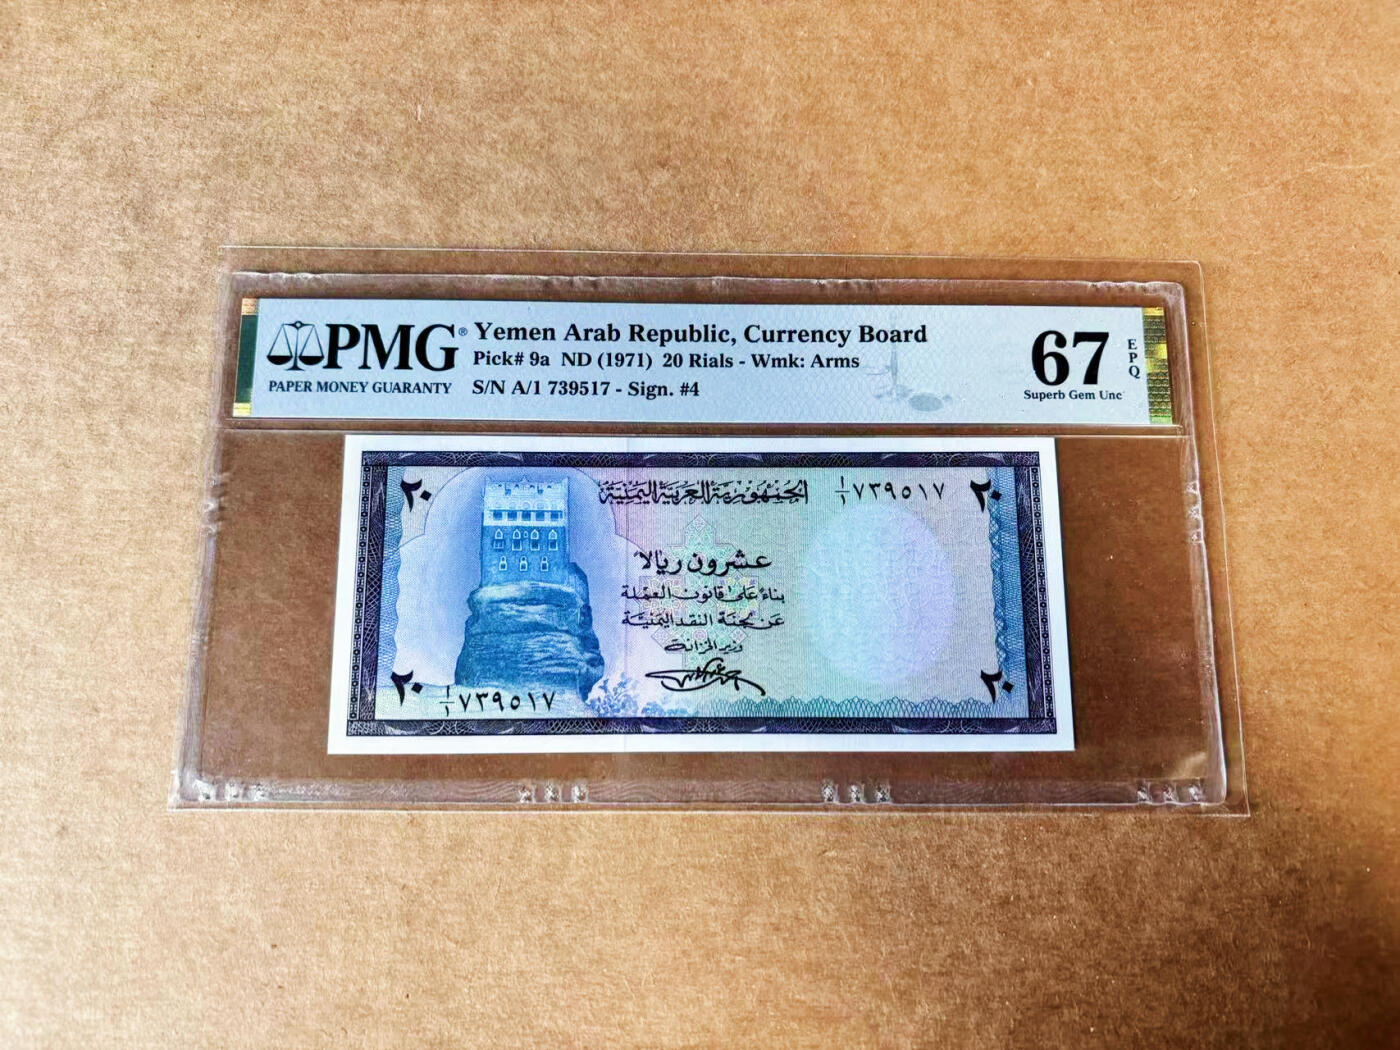 PMG®
PAPER MONEY GUARANTY
Yemen Arab Republic, Currency Board
Pick# 9a ND (1971) 20 Rials - Wmk: Arms
S/N A/1 739517 - Sign. #4
67
EPQ
Superb Gem Unc
٢٠
الجمهورية العربية اليمنية
١/١ ٧٣٩٥١٧
٢٠
عشرون ريالاً
بناءً على قانون العملة
عن لجنة النقد اليمنية
وزير الخزانة
٢٠
١/١ ٧٣٩٥١٧
٢٠